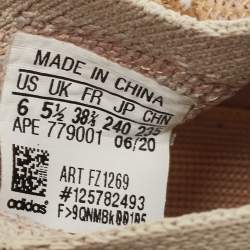 MADE IN CHINA
US UK FR JP CHN
6 5½ 38⅔ 240 235
APE 779001 06/20
ART FZ1269
#125782493
adidas